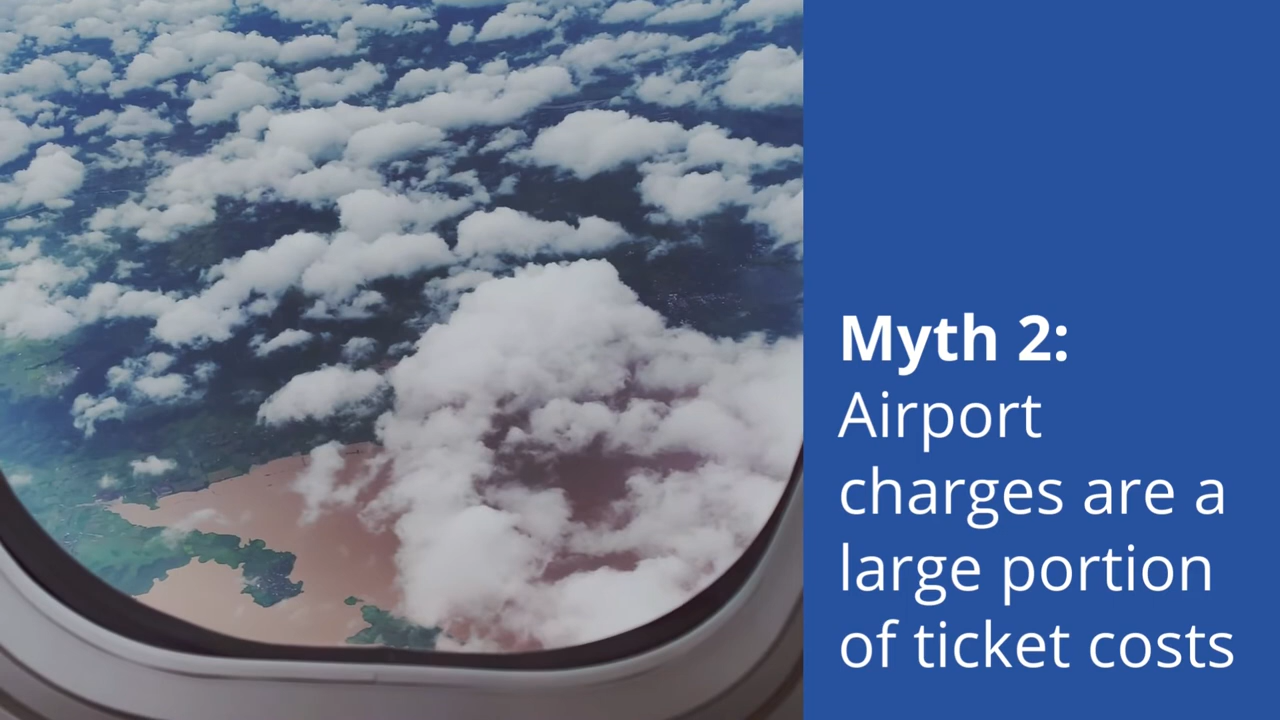 Myth 2:
Airport
charges are a
large portion
of ticket costs